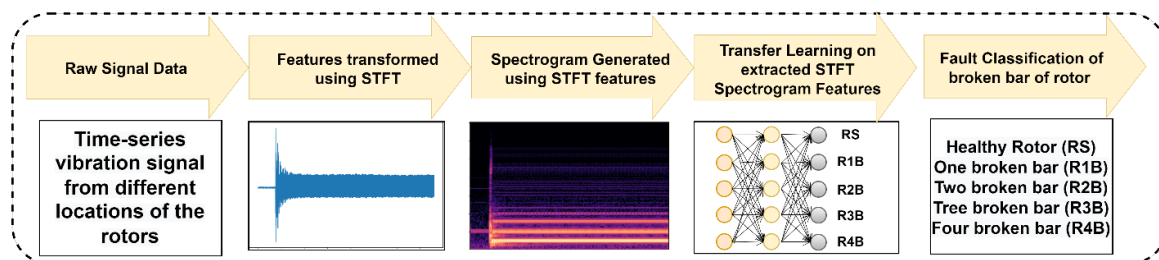 Raw Signal Data
Features transformed
using STFT
Spectrogram Generated
using STFT features
Transfer Learning on
extracted STFT
Spectrogram Features
Fault Classification of
broken bar of rotor
Time-series
vibration signal
from different
locations of the
rotors
RS
R1B
R2B
R3B
R4B
Healthy Rotor (RS)
One broken bar (R1B)
Two broken bar (R2B)
Tree broken bar (R3B)
Four broken bar (R4B)